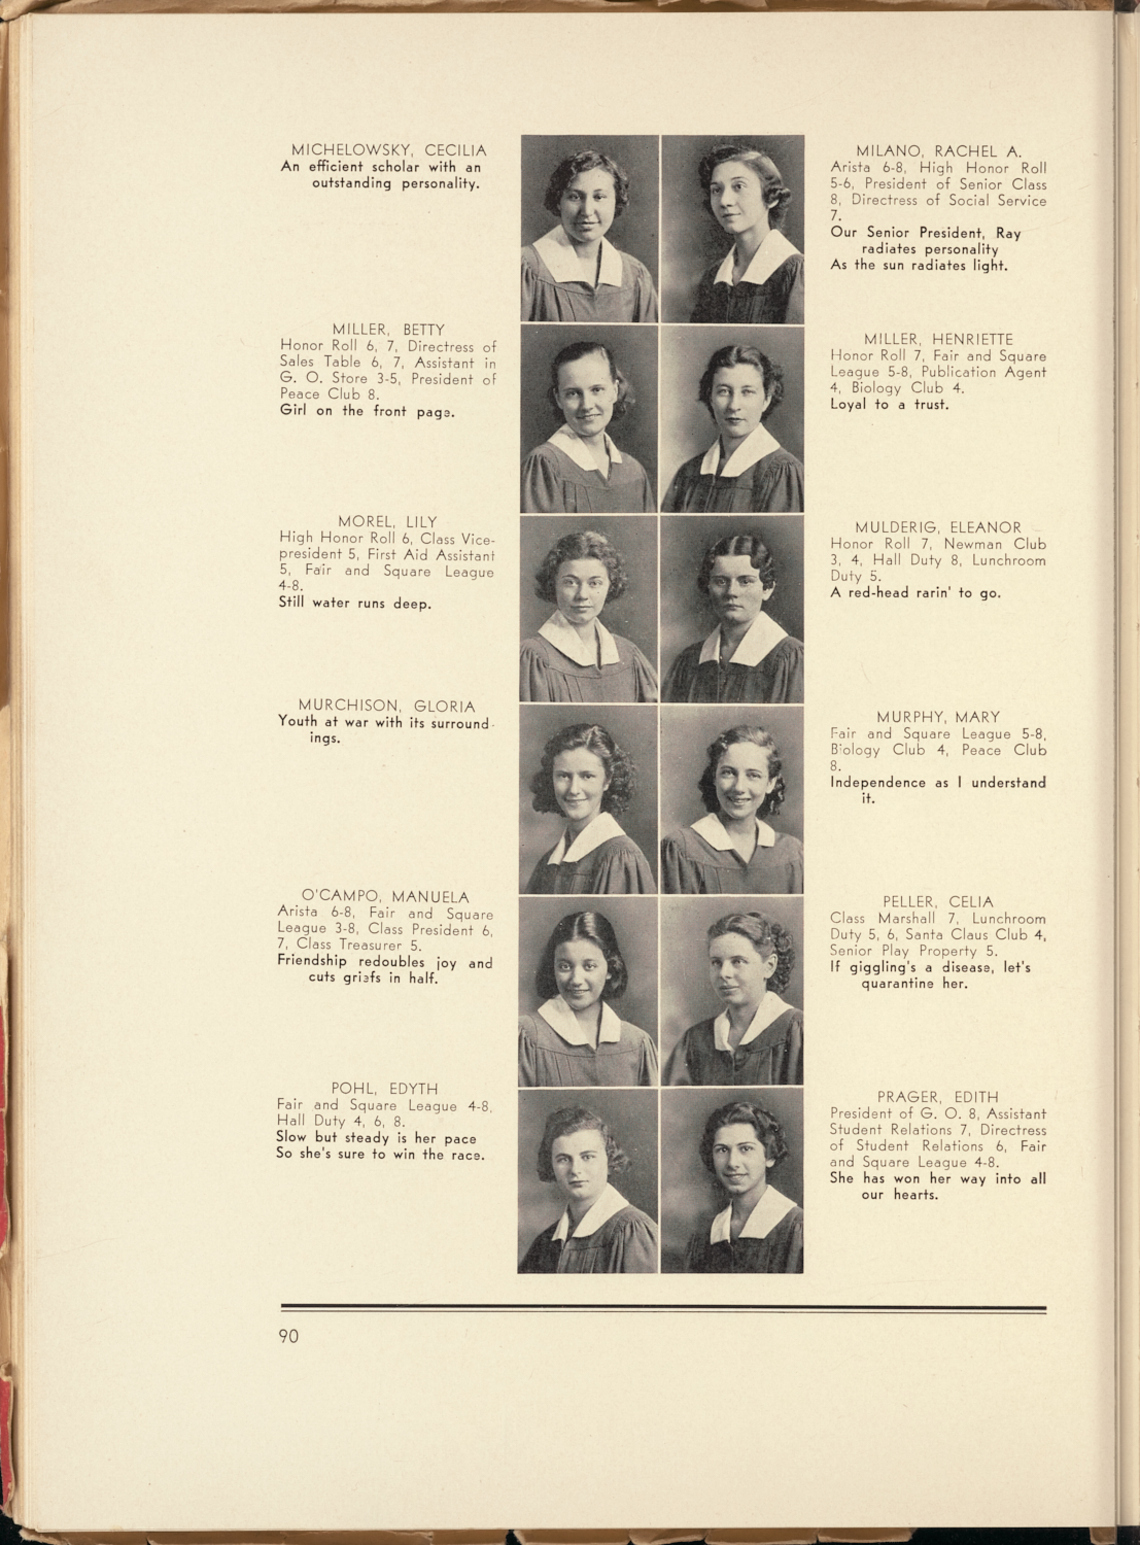 MICHELOWSKY, CECILIA
An efficient scholar with an
outstanding personality.
MILANO, RACHEL A.
Arista 6-8, High Honor Roll
5-6, President of Senior Class
8, Directress of Social Service
7.
Our Senior President, Ray
radiates personality
As the sun radiates light.
MILLER, BETTY
Honor Roll 6, 7, Directress of
Sales Table 6, 7, Assistant in
G. O. Store 3-5, President of
Peace Club 8.
Girl on the front page.
MILLER, HENRIETTE
Honor Roll 7, Fair and Square
League 5-8, Publication Agent
4, Biology Club 4.
Loyal to a trust.
MOREL, LILY
High Honor Roll 6, Class Vice-
president 5, First Aid Assistant
5, Fair and Square League
4-8.
Still water runs deep.
MULDERIG, ELEANOR
Honor Roll 7, Newman Club
3, 4, Hall Duty 8, Lunchroom
Duty 5.
A red-head rarin' to go.
MURCHISON, GLORIA
Youth at war with its surround-
ings.
MURPHY, MARY
Fair and Square League 5-8,
Biology Club 4, Peace Club
8.
Independence as I understand
it.
O'CAMPO, MANUELA
Arista 6-8, Fair and Square
League 3-8, Class President 6,
7, Class Treasurer 5.
Friendship redoubles joy and
cuts griefs in half.
PELLER, CELIA
Class Marshall 7, Lunchroom
Duty 5, 6, Santa Claus Club 4,
Senior Play Property 5.
If giggling's a disease, let's
quarantine her.
POHL, EDYTH
Fair and Square League 4-8,
Hall Duty 4, 6, 8.
Slow but steady is her pace
So she's sure to win the race.
PRAGER, EDITH
President of G. O. 8, Assistant
Student Relations 7, Directress
of Student Relations 6, Fair
and Square League 4-8.
She has won her way into all
our hearts.
90